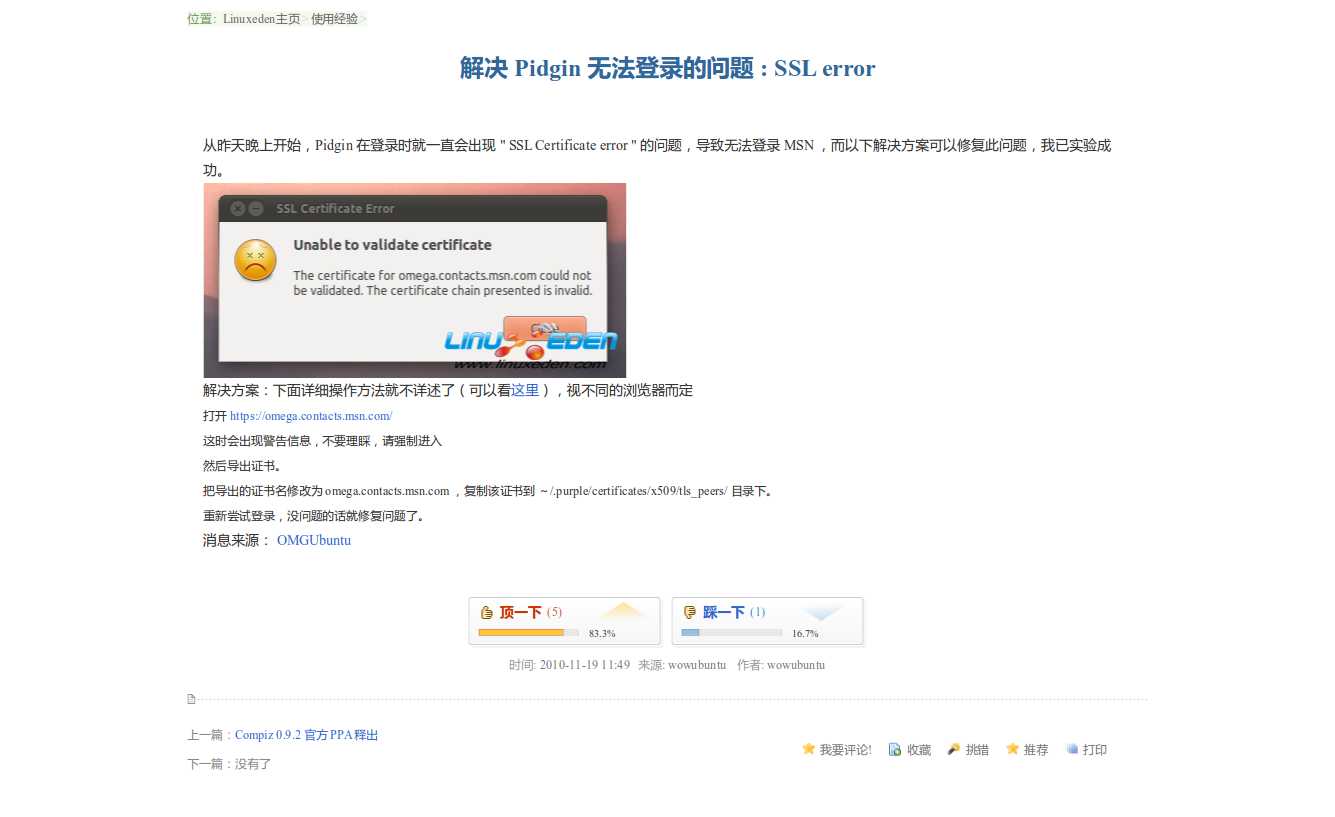 位置: Linuxeden主页> 使用经验>
解决 Pidgin 无法登录的问题 : SSL error
从昨天晚上开始，Pidgin 在登录时就一直会出现 " SSL Certificate error " 的问题，导致无法登录 MSN ，而以下解决方案可以修复此问题，我已实验成
功。
SSL Certificate Error
Unable to validate certificate
The certificate for omega.contacts.msn.com could not
be validated. The certificate chain presented is invalid.
LINUXEDEN
www.linuxeden.com
解决方案：下面详细操作方法就不详述了（可以看这里），视不同的浏览器而定
打开 https://omega.contacts.msn.com/
这时会出现警告信息，不要理睬，请强制进入
然后导出证书。
把导出的证书名修改为 omega.contacts.msn.com ，复制该证书到 ~/.purple/certificates/x509/tls_peers/ 目录下。
重新尝试登录，没问题的话就修复问题了。
消息来源： OMGUbuntu
顶一下 (5)
83.3%
踩一下 (1)
16.7%
时间: 2010-11-19 11:49 来源: wowubuntu 作者: wowubuntu
上一篇：Compiz 0.9.2 官方 PPA 释出
下一篇：没有了
我要评论! 收藏 挑错 推荐 打印